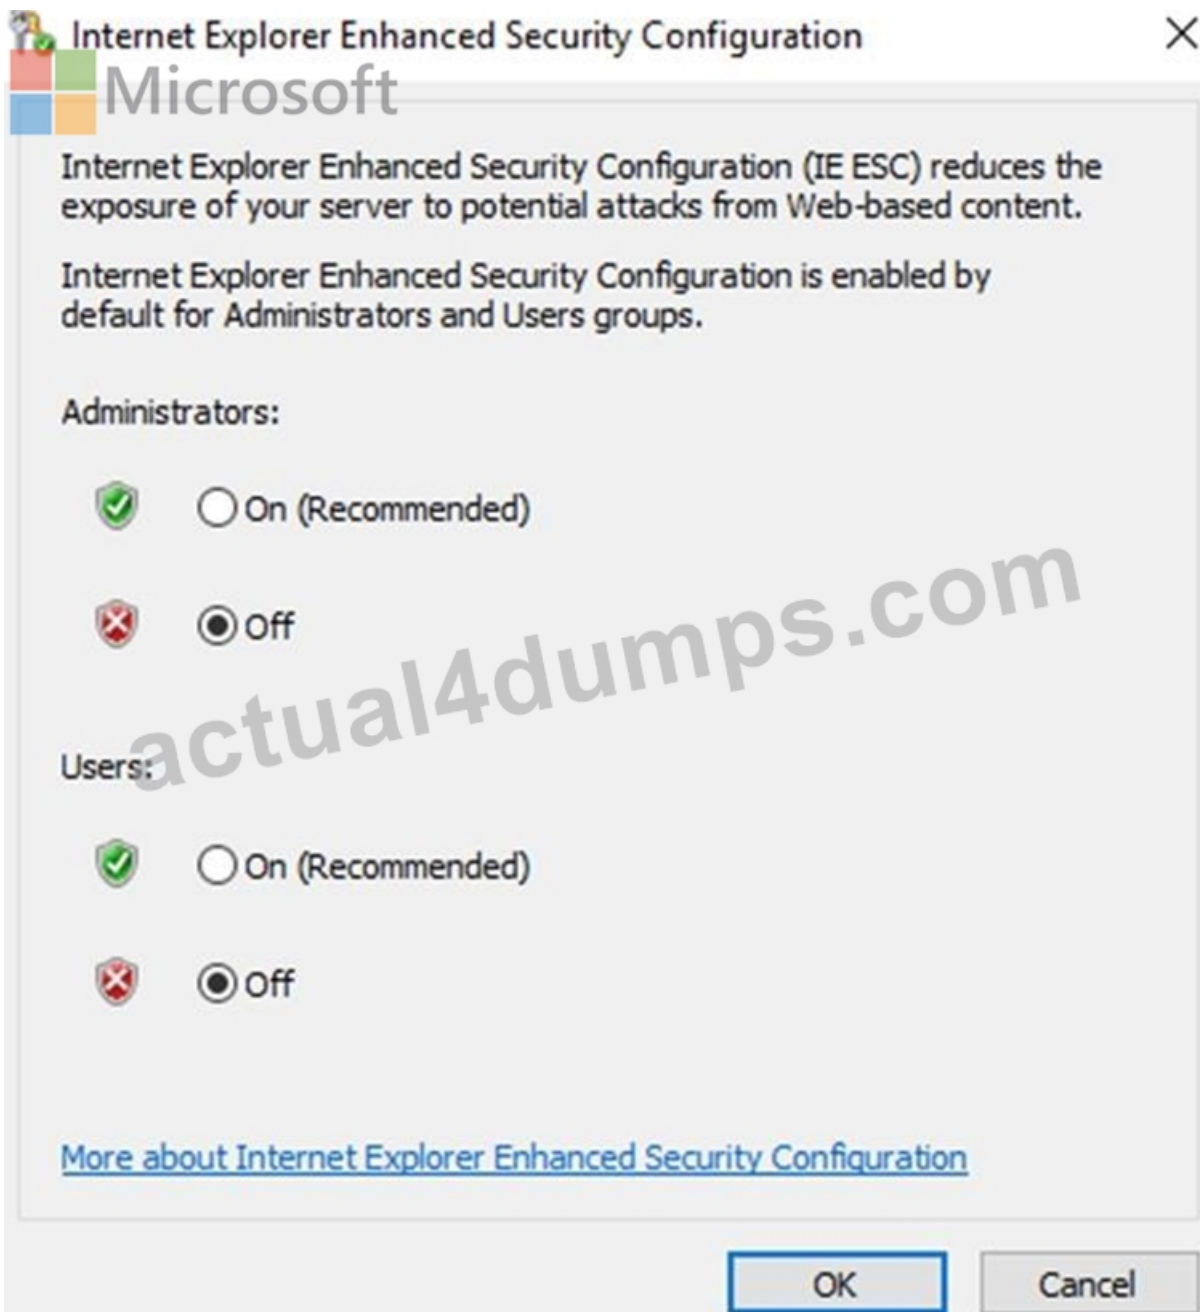 Internet Explorer Enhanced Security Configuration
Microsoft
Internet Explorer Enhanced Security Configuration (IE ESC) reduces the
exposure of your server to potential attacks from Web-based content.
Internet Explorer Enhanced Security Configuration is enabled by
default for Administrators and Users groups.
Administrators:
On (Recommended)
Off
actual4dumps.com
Users:
On (Recommended)
Off
More about Internet Explorer Enhanced Security Configuration
OK
Cancel